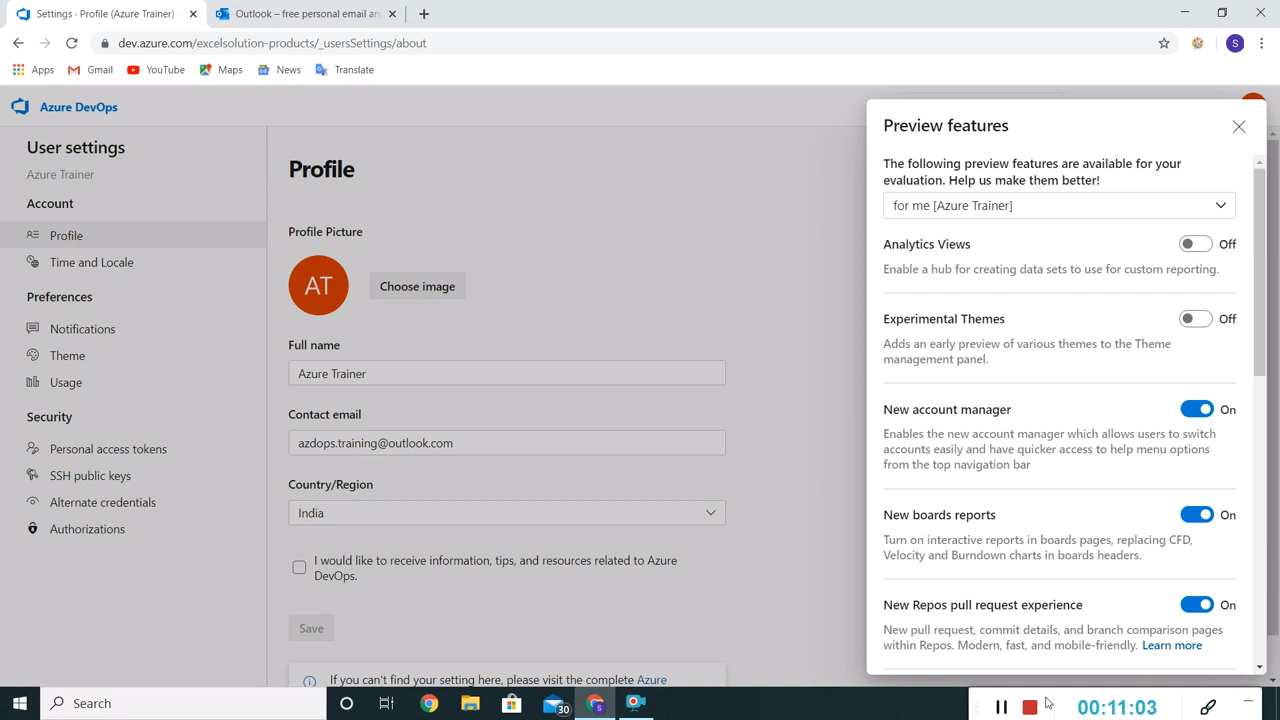 Settings - Profile (Azure Trainer) -
Outlook – free personal email an
dev.azure.com/excelsolution-products/_usersSettings/about
S
Apps
Gmail
YouTube
Maps
News
Translate
Azure DevOps
User settings
Azure Trainer
Account
Profile
Time and Locale
Preferences
Notifications
Theme
Usage
Security
Personal access tokens
SSH public keys
Alternate credentials
Authorizations
Profile
Profile Picture
AT
Choose image
Full name
Azure Trainer
Contact email
azdops.training@outlook.com
Country/Region
India
I would like to receive information, tips, and resources related to Azure
DevOps.
Save
If you can't find your setting here, please visit the complete Azure
Preview features
The following preview features are available for your
evaluation. Help us make them better!
for me [Azure Trainer]
Analytics Views
Off
Enable a hub for creating data sets to use for custom reporting.
Experimental Themes
Off
Adds an early preview of various themes to the Theme
management panel.
New account manager
On
Enables the new account manager which allows users to switch
accounts easily and have quicker access to help menu options
from the top navigation bar
New boards reports
On
Turn on interactive reports in boards pages, replacing CFD,
Velocity and Burndown charts in boards headers.
New Repos pull request experience
On
New pull request, commit details, and branch comparison pages
within Repos. Modern, fast, and mobile-friendly. Learn more
Search
30
00:11:03